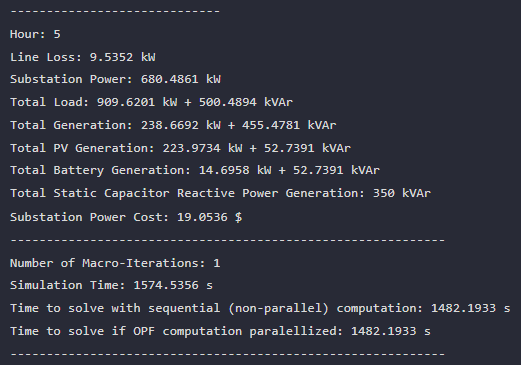 -----------------------------
Hour: 5
Line Loss: 9.5352 kW
Substation Power: 680.4861 kW
Total Load: 909.6201 kW + 500.4894 kVAr
Total Generation: 238.6692 kW + 455.4781 kVAr
Total PV Generation: 223.9734 kW + 52.7391 kVAr
Total Battery Generation: 14.6958 kW + 52.7391 kVAr
Total Static Capacitor Reactive Power Generation: 350 kVAr
Substation Power Cost: 19.0536 $
------------------------------------------------------------
Number of Macro-Iterations: 1
Simulation Time: 1574.5356 s
Time to solve with sequential (non-parallel) computation: 1482.1933 s
Time to solve if OPF computation paralellized: 1482.1933 s
------------------------------------------------------------